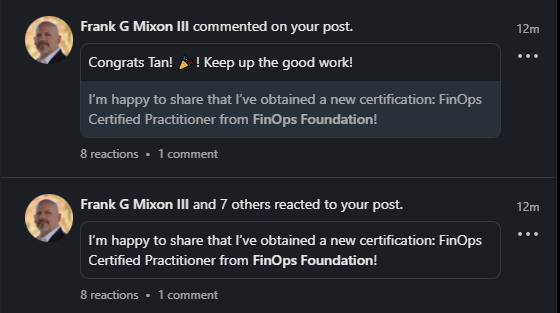 Frank G Mixon III commented on your post.
12m
Congrats Tan! 🎉! Keep up the good work!
I'm happy to share that I've obtained a new certification: FinOps
Certified Practitioner from FinOps Foundation!
8 reactions • 1 comment
Frank G Mixon III and 7 others reacted to your post.
12m
I'm happy to share that I've obtained a new certification: FinOps
Certified Practitioner from FinOps Foundation!
8 reactions • 1 comment